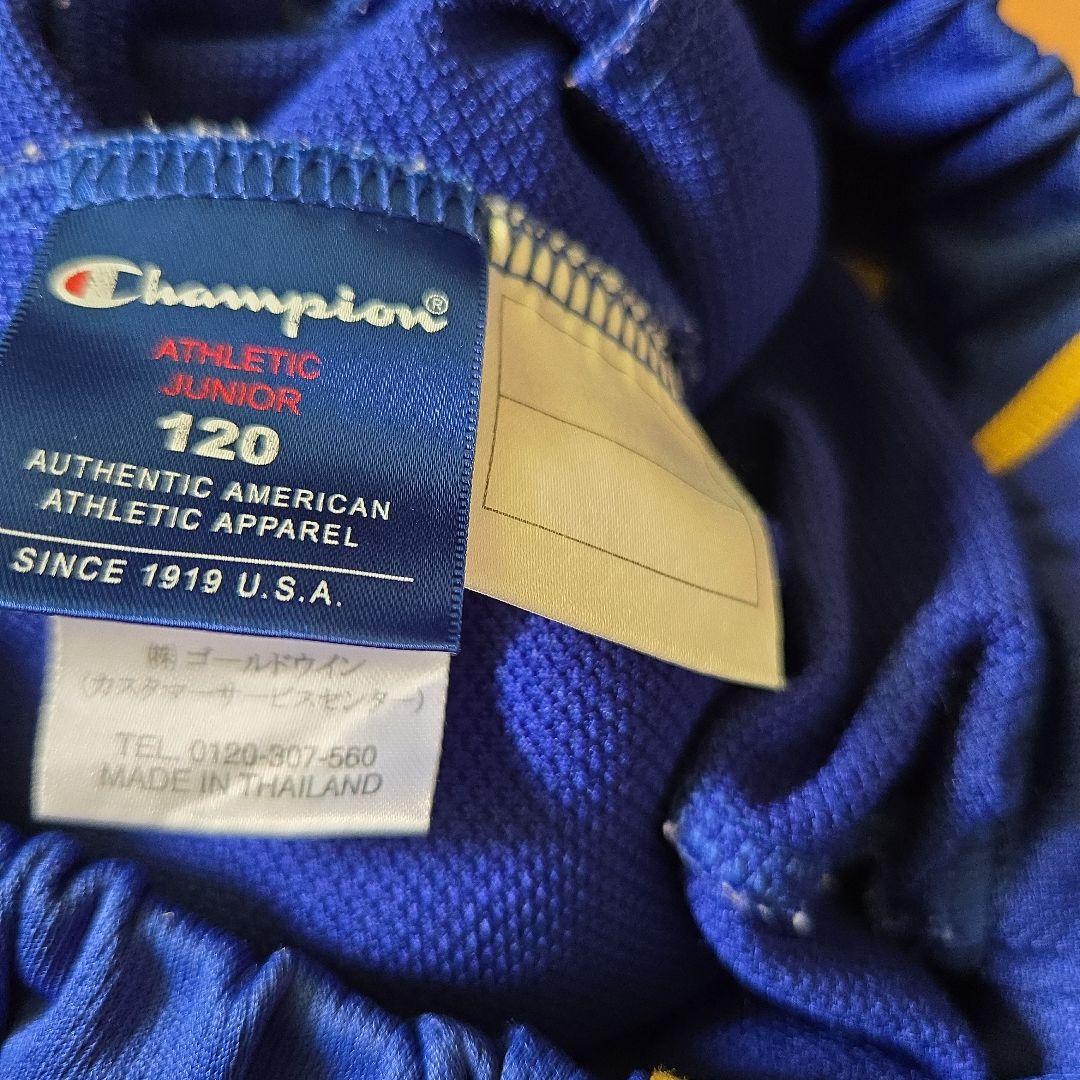 Champion®
ATHLETIC
JUNIOR
120
AUTHENTIC AMERICAN
ATHLETIC APPAREL
SINCE 1919 U.S.A.
㈱ ゴールドウイン
(カスタマーサービスセンター)
TEL. 0120-307-560
MADE IN THAILAND